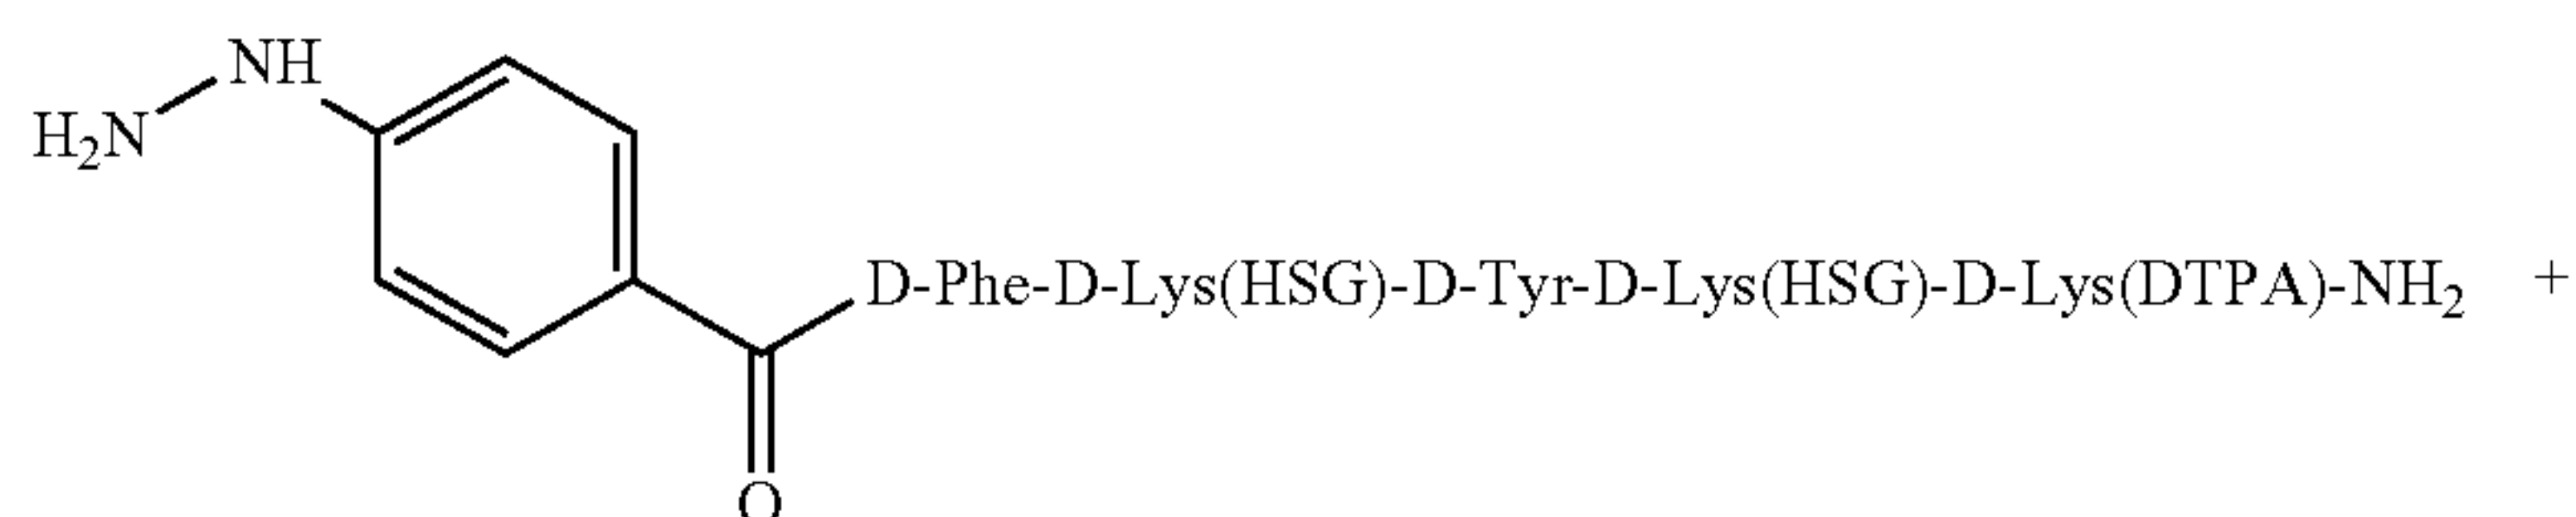 NH
H₂N
D-Phe-D-Lys(HSG)-D-Tyr-D-Lys(HSG)-D-Lys(DTPA)-NH₂ +
O